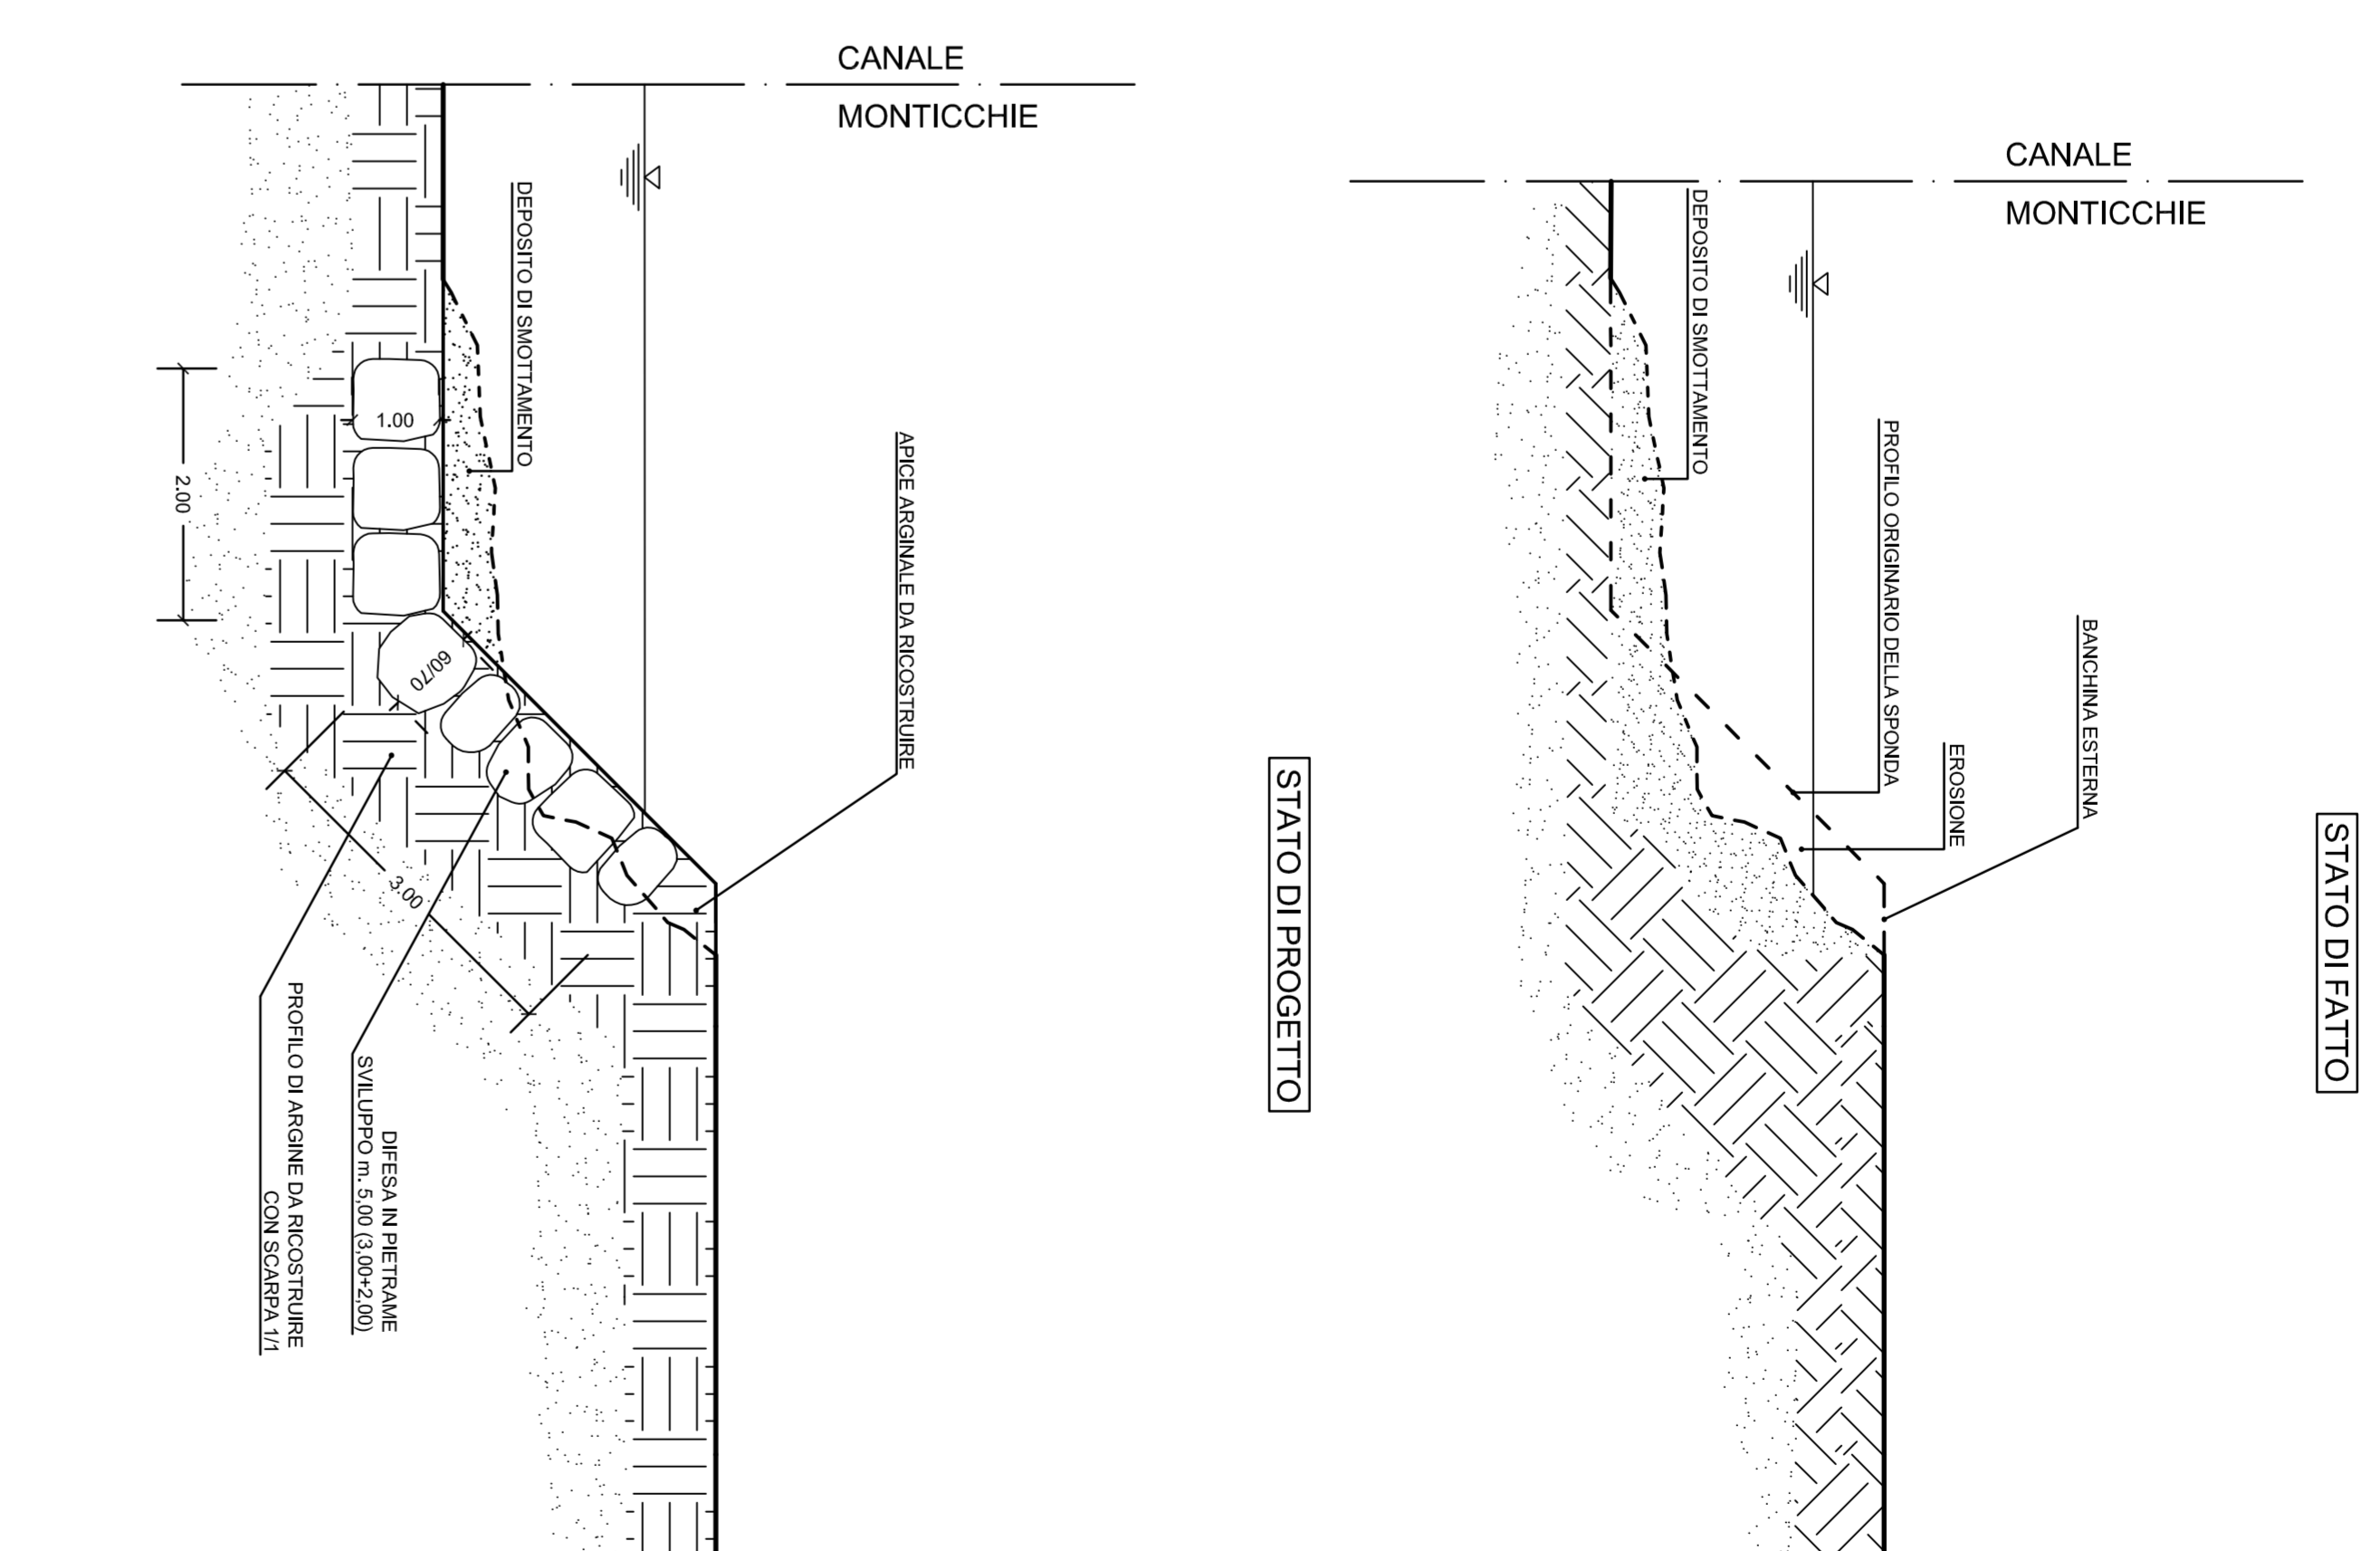 STATO DI FATTO
CANALE
MONTICCHIE
BANCHINA ESTERNA
EROSIONE
PROFILO ORIGINARIO DELLA SPONDA
DEPOSITO DI SMOTTAMENTO
STATO DI PROGETTO
CANALE
MONTICCHIE
APICE ARGINALE DA RICOSTRUIRE
DEPOSITO DI SMOTTAMENTO
1.00
2.00
60/70
3.00
DIFESA IN PIETRAME
SVILUPPO m. 5,00 (3,00+2,00)
PROFILO DI ARGINE DA RICOSTRUIRE
CON SCARPA 1/1